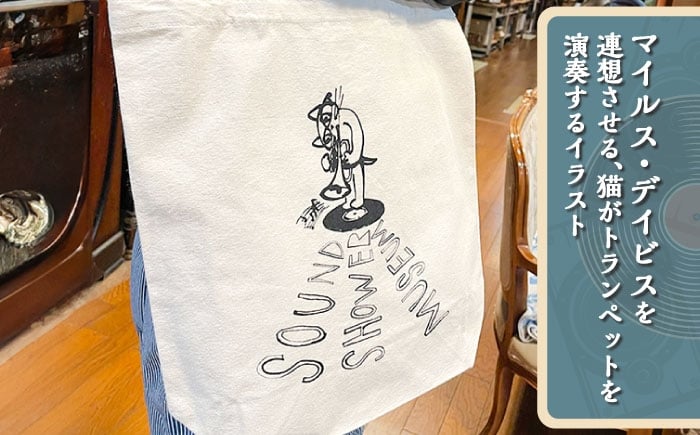 マイルス・デイビスを
連想させる、猫がトランペットを
演奏するイラスト
SOUND
SHOWER
MUSEUM